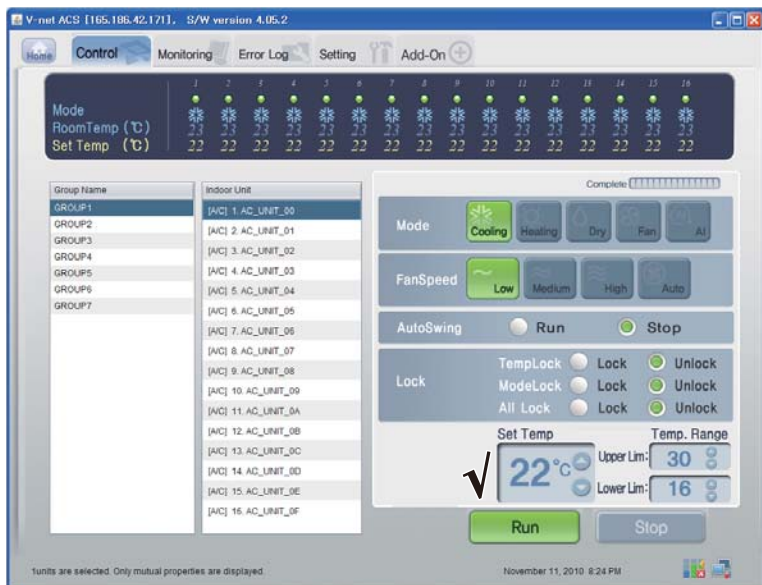 V-net ACS [165.186.42.171], S/W version 4.05.2
Home Control Monitoring Error Log Setting Add-On
1 2 3 4 5 6 7 8 9 10 11 12 13 14 15 16
Mode
RoomTemp (℃) 23 23 23 23 23 23 23 23 23 23 23 23 23 23 23 23
Set Temp (℃) 22 22 22 22 22 22 22 22 22 22 22 22 22 22 22 22
Group Name
GROUP1
GROUP2
GROUP3
GROUP4
GROUP5
GROUP6
GROUP7
Indoor Unit
[A/C] 1. AC_UNIT_00
[A/C] 2. AC_UNIT_01
[A/C] 3. AC_UNIT_02
[A/C] 4. AC_UNIT_03
[A/C] 5. AC_UNIT_04
[A/C] 6. AC_UNIT_05
[A/C] 7. AC_UNIT_06
[A/C] 8. AC_UNIT_07
[A/C] 9. AC_UNIT_08
[A/C] 10. AC_UNIT_09
[A/C] 11. AC_UNIT_0A
[A/C] 12. AC_UNIT_0B
[A/C] 13. AC_UNIT_0C
[A/C] 14. AC_UNIT_0D
[A/C] 15. AC_UNIT_0E
[A/C] 16. AC_UNIT_0F
Complete
Mode Cooling Heating Dry Fan AI
FanSpeed Low Medium High Auto
AutoSwing Run Stop
Lock
TempLock Lock Unlock
ModeLock Lock Unlock
All Lock Lock Unlock
Set Temp Temp. Range
22°C
Upper Lim: 30
Lower Lim: 16
√
Run Stop
1units are selected. Only mutual properties are displayed.
November 11, 2010 8:24 PM